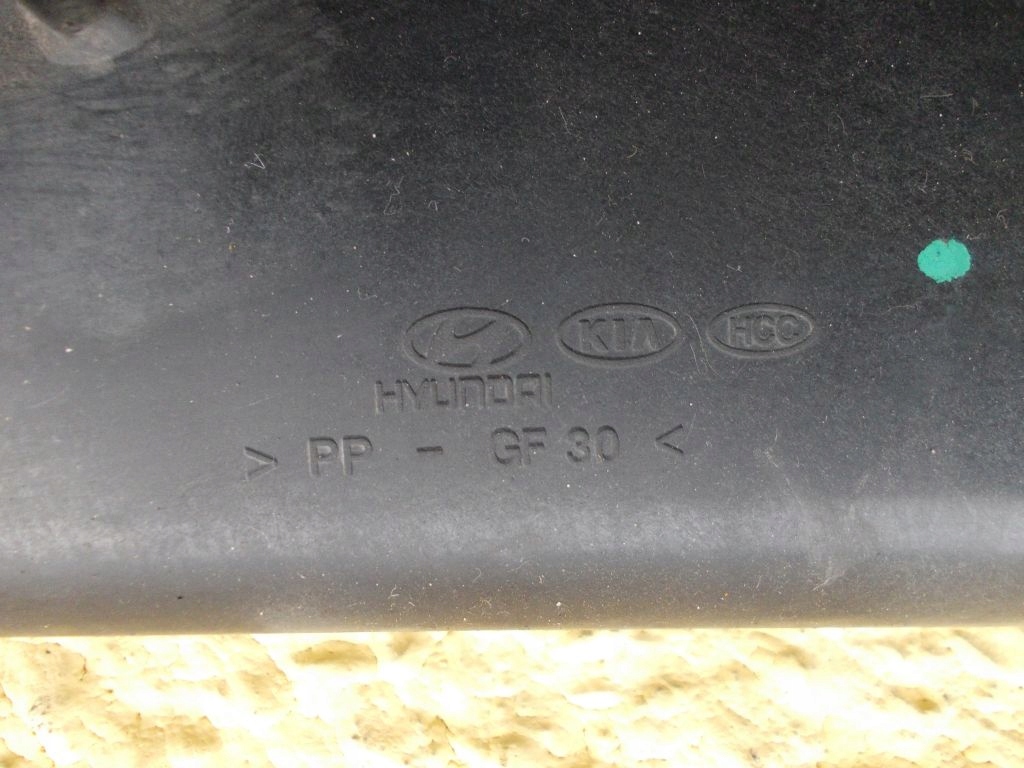 KIA HCC
HYUNDAI
> PP - GF 30 <